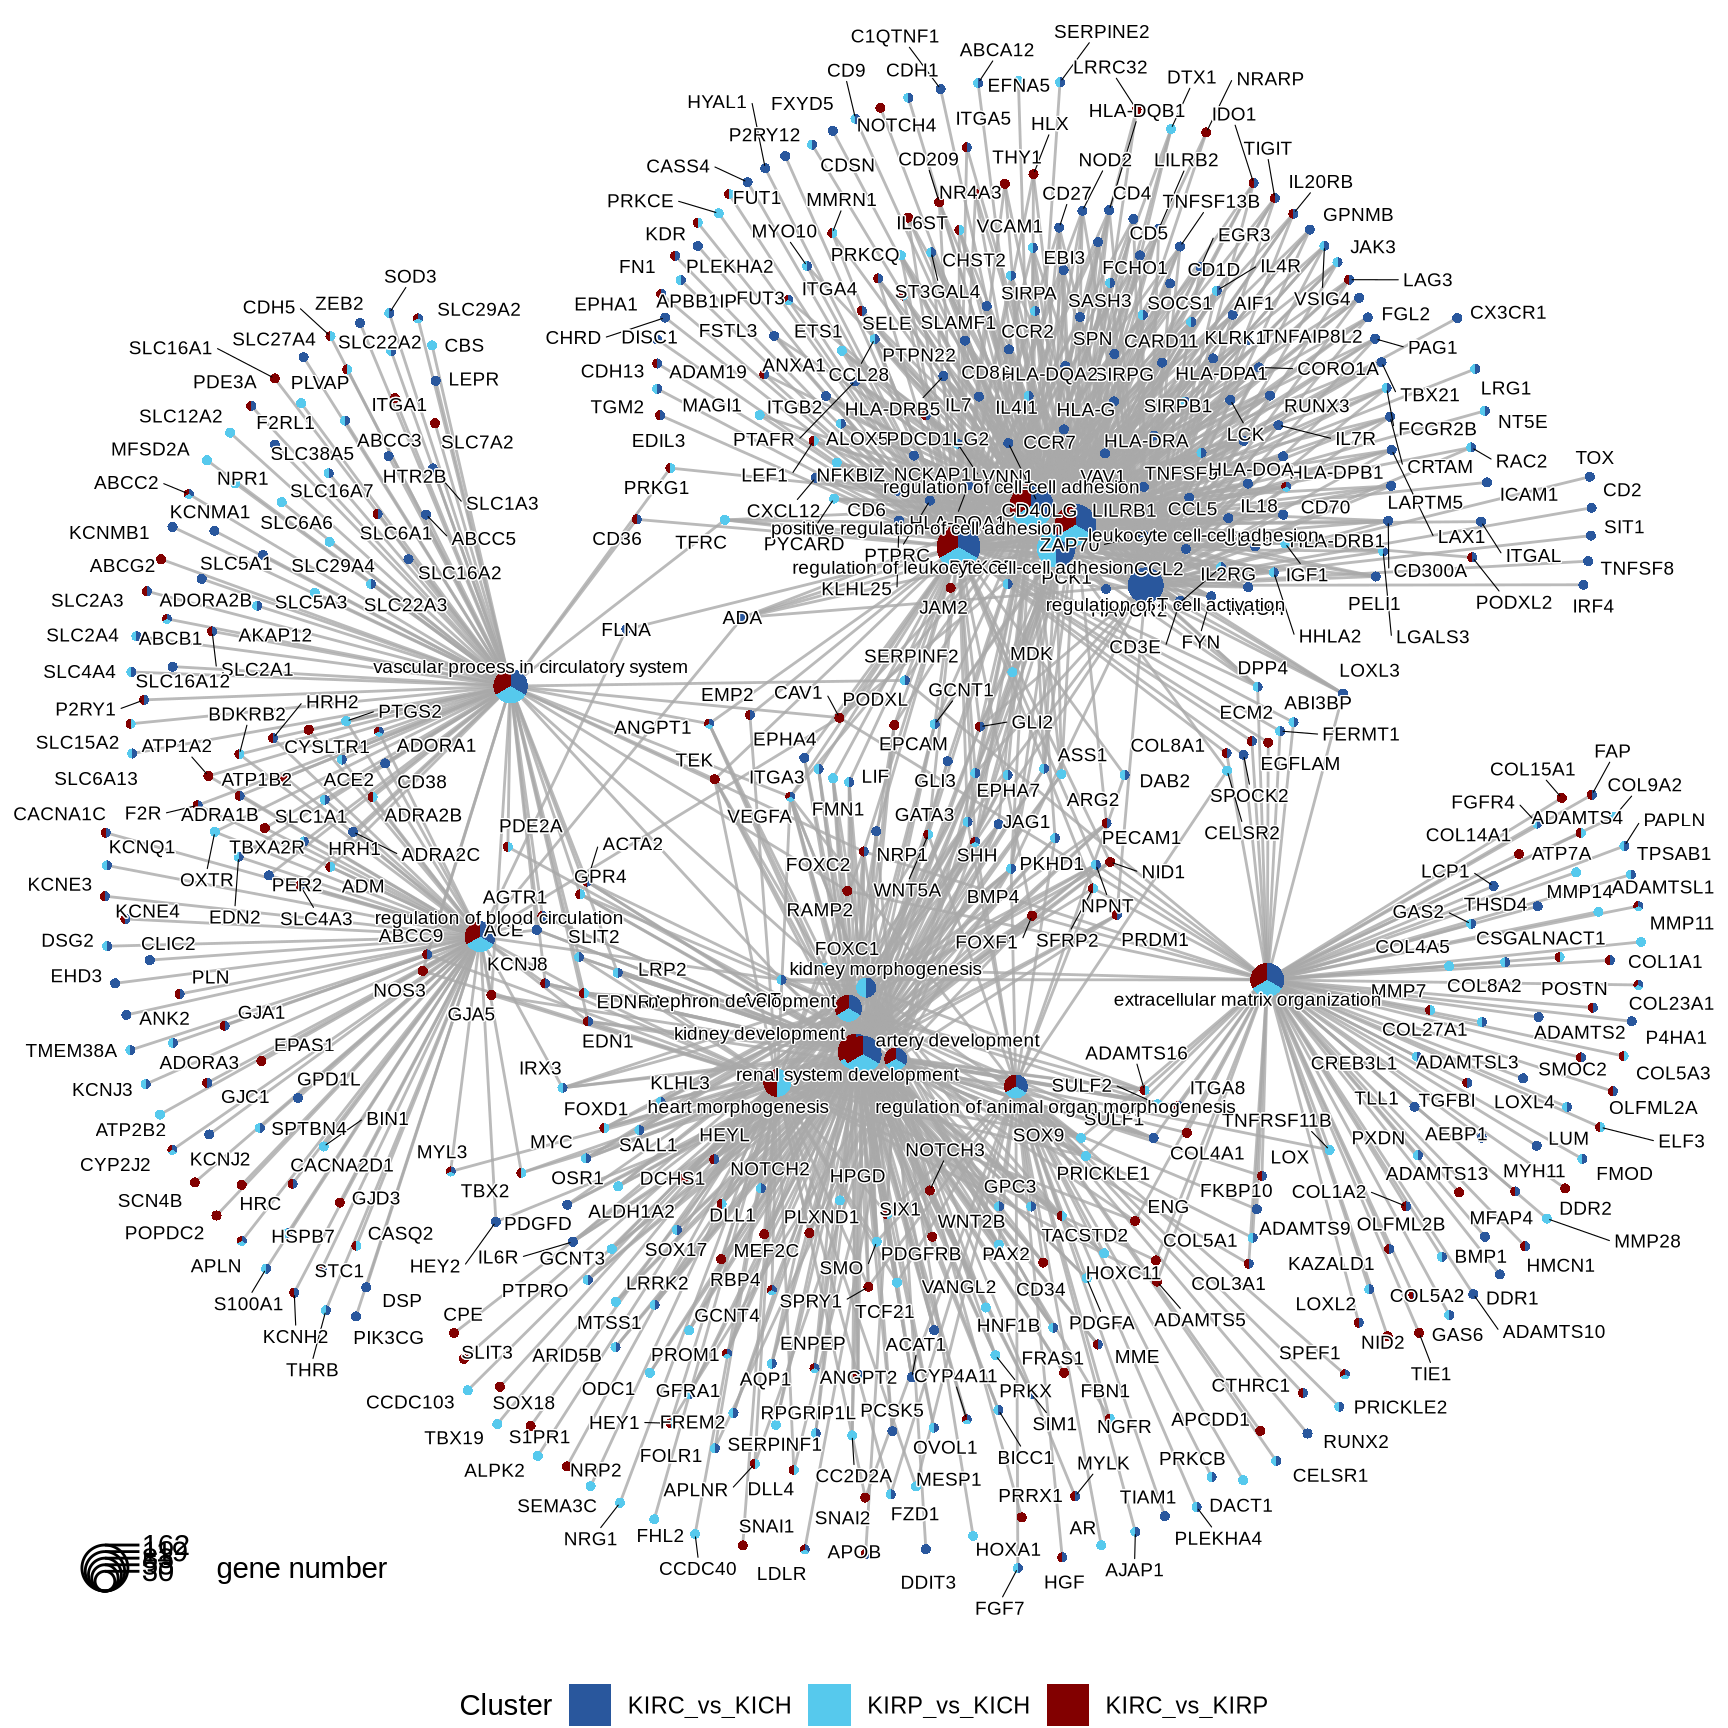 SERPINE2
C1QTNF1
ABCA12
LRRC32
CD9
CDH1
EFNA5
DTX1
NRARP
HYAL1
FXYD5
NOTCH4
ITGA5
HLX
HLA-DQB1
IDO1
P2RY12
CASS4
CDSN
CD209
THY1
NOD2
LILRB2
TIGIT
PRKCE
FUT1
MMRN1
NR4A3
CD27
CD4
TNFSF13B
IL20RB
KDR
MYO10
IL6ST
VCAM1
CD5
EGR3
GPNMB
FN1
PLEKHA2
PRKCQ
CHST2
EBI3
FCHO1
CD1D
IL4R
JAK3
LAG3
SOD3
EPHA1
APBB1IP
FUT3
ITGA4
ST3GAL4
SIRPA
SASH3
SOCS1
AIF1
VSIG4
CDH5
ZEB2
SLC29A2
CHRD
DISC1
FSTL3
ETS1
SELE
SLAMF1
CCR2
SPN
CARD11
KLRK1
TNFAIP8L2
FGL2
CX3CR1
SLC16A1
SLC27A4
SLC22A2
CBS
CDH13
ADAM19
ANXA1
CCL28
PTPN22
HLA-DQA2
SIRPG
HLA-DPA1
CORO1A
PAG1
PDE3A
PLVAP
LEPR
TGM2
MAGI1
ITGB2
HLA-DRB5
IL7
IL4I1
HLA-G
SIRPB1
RUNX3
TBX21
LRG1
SLC12A2
F2RL1
ITGA1
EDIL3
PTAFR
ALOX5
PDCD1LG2
CCR7
HLA-DRA
LCK
IL7R
FCGR2B
NT5E
MFSD2A
SLC38A5
ABCC3
SLC7A2
PRKG1
LEF1
NFKBIZ
NCKAP1L
VNN1
VAV1
HLA-DOA
HLA-DPB1
CRTAM
RAC2
TOX
ABCC2
NPR1
SLC16A7
HTR2B
SLC1A3
regulation of cell-cell adhesion
CXCL12
CD6
CD40LG
LILRB1
CCL5
IL18
CD70
LAPTM5
ICAM1
CD2
KCNMB1
KCNMA1
SLC6A6
SLC6A1
ABCC5
CD36
TFRC
PYCARD
positive regulation of cell adhesion
PTPRC
ZAP70
leukocyte cell-cell adhesion
HLA-DRB1
LAX1
ITGAL
SIT1
ABCG2
SLC5A1
SLC29A4
SLC16A2
regulation of leukocyte cell-cell adhesion
CCL2
IL2RG
IGF1
CD300A
TNFSF8
SLC2A3
ADORA2B
SLC5A3
SLC22A3
KLHL25
JAM2
PCK1
regulation of T cell activation
PELI1
PODXL2
IRF4
SLC2A4
ABCB1
AKAP12
FLNA
ADA
CD3E
FYN
HHLA2
LGALS3
SLC4A4
SLC2A1
vascular process in circulatory system
SERPINF2
MDK
DPP4
LOXL3
SLC16A12
P2RY1
BDKRB2
HRH2
PTGS2
EMP2
CAV1
PODXL
GCNT1
ECM2
ABI3BP
SLC15A2
ATP1A2
CYSLTR1
ADORA1
ANGPT1
EPHA4
GLI2
FERMT1
SLC6A13
ATP1B2
ACE2
CD38
TEK
ITGA3
LIF
EPCAM
GLI3
ASS1
COL8A1
DAB2
EGFLAM
FAP
COL15A1
CACNA1C
F2R
ADRA1B
SLC1A1
ADRA2B
VEGFA
FMN1
GATA3
EPHA7
ARG2
SPOCK2
FGFR4
COL9A2
KCNQ1
TBXA2R
HRH1
ADRA2C
PDE2A
ACTA2
FOXC2
NRP1
SHH
JAG1
PKHD1
PECAM1
CELSR2
COL14A1
ADAMTS4
PAPLN
KCNE3
OXTR
PER2
ADM
GPR4
WNT5A
NID1
LCP1
ATP7A
TPSAB1
KCNE4
EDN2
SLC4A3
AGTR1
RAMP2
BMP4
NPNT
MMP14
ADAMTSL1
DSG2
CLIC2
regulation of blood circulation
ABCC9
ACE
SLIT2
FOXC1
FOXF1
SFRP2
PRDM1
GAS2
THSD4
MMP11
EHD3
PLN
KCNJ8
LRP2
kidney morphogenesis
COL4A5
CSGALNACT1
COL1A1
ANK2
GJA1
NOS3
GJA5
nephron development
extracellular matrix organization
MMP7
COL8A2
POSTN
COL23A1
TMEM38A
ADORA3
EPAS1
EDN1
kidney development
artery development
COL27A1
ADAMTS2
P4HA1
KCNJ3
GJC1
GPD1L
IRX3
KLHL3
renal system development
ADAMTS16
SULF2
ITGA8
CREB3L1
ADAMTSL3
SMOC2
COL5A3
ATP2B2
SPTBN4
BIN1
FOXD1
heart morphogenesis
regulation of animal organ morphogenesis
SULF1
TNFRSF11B
TLL1
TGFBI
LOXL4
OLFML2A
CYP2J2
KCNJ2
CACNA2D1
MYL3
MYC
SALL1
HEYL
NOTCH3
SOX9
COL4A1
PXDN
AEBP1
LUM
ELF3
SCN4B
HRC
GJD3
TBX2
OSR1
DCHS1
NOTCH2
HPGD
GPC3
PRICKLE1
LOX
FKBP10
ADAMTS13
MYH11
FMOD
POPDC2
HSPB7
CASQ2
PDGFD
ALDH1A2
DLL1
PLXND1
SIX1
WNT2B
TACSTD2
ENG
ADAMTS9
COL1A2
OLFML2B
MFAP4
DDR2
APLN
STC1
HEY2
IL6R
GCNT3
SOX17
MEF2C
SMO
PDGFRB
PAX2
COL5A1
KAZALD1
BMP1
HMCN1
MMP28
S100A1
DSP
PTPRO
LRRK2
RBP4
SPRY1
VANGL2
CD34
HOXC11
COL3A1
LOXL2
COL5A2
DDR1
KCNH2
PIK3CG
CPE
MTSS1
GCNT4
TCF21
HNF1B
PDGFA
ADAMTS5
NID2
GAS6
ADAMTS10
THRB
SLIT3
ARID5B
PROM1
ENPEP
ACAT1
FRAS1
MME
SPEF1
TIE1
CCDC103
SOX18
ODC1
GFRA1
AQP1
ANGPT2
CYP4A11
PRKX
FBN1
CTHRC1
PRICKLE2
TBX19
S1PR1
HEY1
FREM2
RPGRIP1L
PCSK5
SIM1
NGFR
APCDD1
RUNX2
ALPK2
NRP2
FOLR1
SERPINF1
OVOL1
BICC1
MYLK
PRKCB
CELSR1
SEMA3C
APLNR
DLL4
CC2D2A
MESP1
PRRX1
TIAM1
DACT1
NRG1
FHL2
SNAI1
SNAI2
FZD1
AR
PLEKHA4
CCDC40
LDLR
APOB
DDIT3
HOXA1
HGF
AJAP1
FGF7
162
gene number
Cluster
KIRC_vs_KICH
KIRP_vs_KICH
KIRC_vs_KIRP